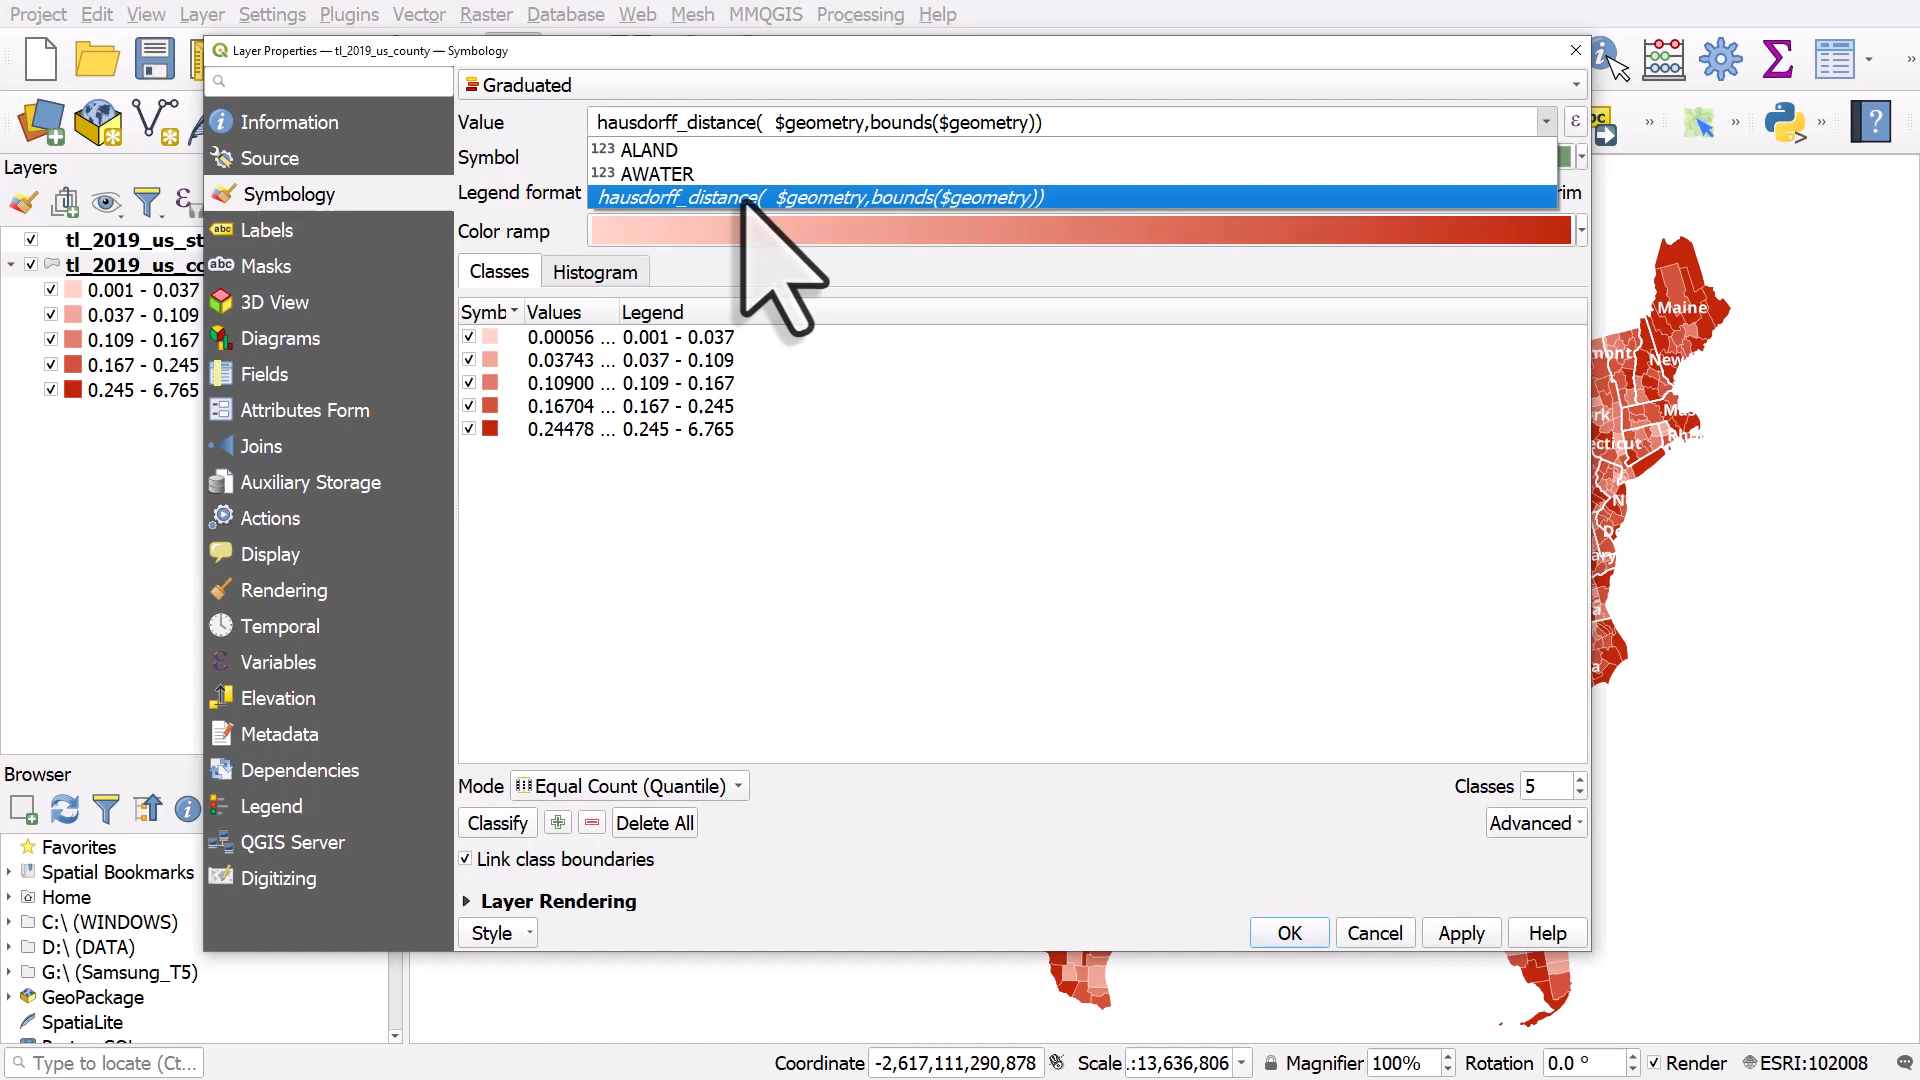 Project Edit View Layer Settings Plugins Vector Raster Database Web Mesh MMQGIS Processing Help
Layer Properties — tl_2019_us_county — Symbology
Information
Source
Symbology
Labels
Masks
3D View
Diagrams
Fields
Attributes Form
Joins
Auxiliary Storage
Actions
Display
Rendering
Temporal
Variables
Elevation
Metadata
Dependencies
Legend
QGIS Server
Digitizing
Graduated
Value hausdorff_distance( $geometry,bounds($geometry)) ε
123 ALAND
Symbol
123 AWATER
Legend format hausdorff_distance( $geometry,bounds($geometry)) rim
Color ramp
Classes Histogram
Symb Values Legend
0.00056 ... 0.001 - 0.037
0.03743 ... 0.037 - 0.109
0.10900 ... 0.109 - 0.167
0.16704 ... 0.167 - 0.245
0.24478 ... 0.245 - 6.765
Mode Equal Count (Quantile) Classes 5
Classify Delete All Advanced
Link class boundaries
Layer Rendering
Style OK Cancel Apply Help
Layers
tl_2019_us_st
tl_2019_us_co
0.001 - 0.037
0.037 - 0.109
0.109 - 0.167
0.167 - 0.245
0.245 - 6.765
Browser
Favorites
Spatial Bookmarks
Home
C:\ (WINDOWS)
D:\ (DATA)
G:\ (Samsung_T5)
GeoPackage
SpatiaLite
Maine
mont
New
rk
Ma
ecticut
Rh
N
D
ary
a
a
Type to locate (Ct... Coordinate -2,617,111,290,878 Scale :13,636,806 Magnifier 100% Rotation 0.0 ° Render ESRI:102008